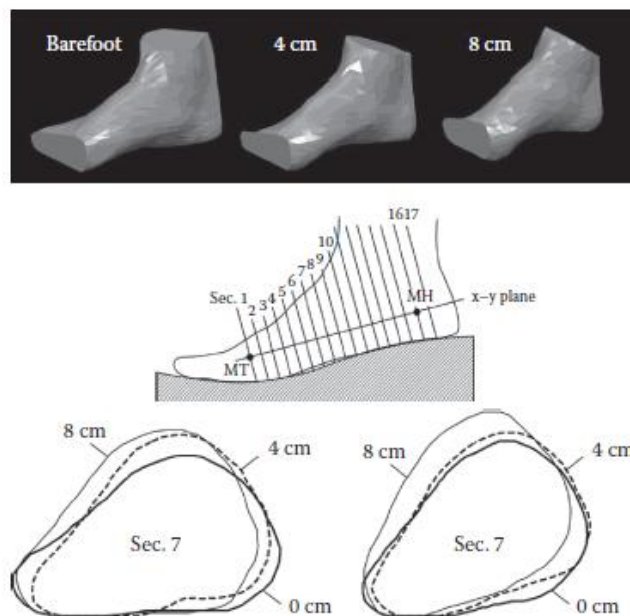 Barefoot 4 cm 8 cm
1617
10
9
8
7
6
5
4
3
2
Sec. 1
MH
x–y plane
MT
8 cm
4 cm
Sec. 7
0 cm
8 cm
4 cm
Sec. 7
0 cm